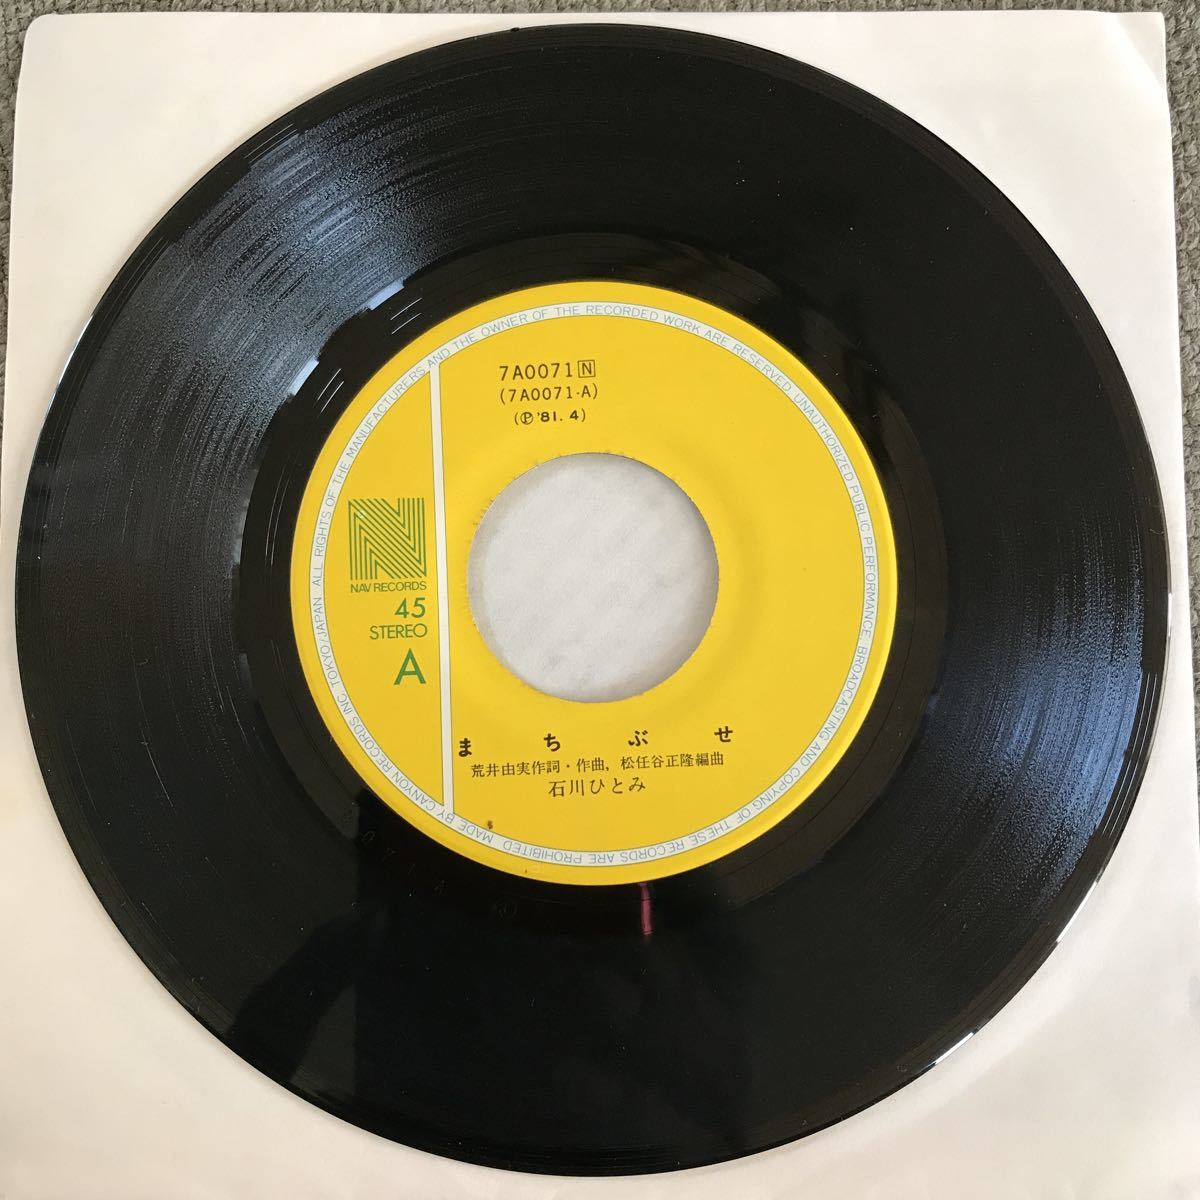 7A0071 N
(7A0071-A)
(Ⓟ'81. 4)
NAV RECORDS
45
STEREO
A
まちぶせ
荒井由実作詞・作曲, 松任谷正隆編曲
石川ひとみ
MADE BY CANYON RECORDS INC. TOKYO/JAPAN ALL RIGHTS OF THE MANUFACTURERS AND THE OWNER OF THE RECORDED WORK ARE RESERVED. UNAUTHORIZED PUBLIC PERFORMANCE BROADCASTING AND COPYING OF THESE RECORDS ARE PROHIBITED